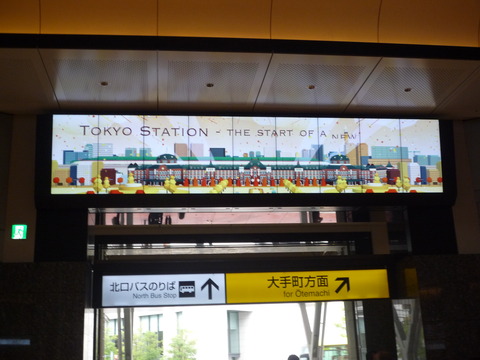 TOKYO STATION - THE START OF A NEW
北口バスのりば
North Bus Stop
大手町方面
for Ōtemachi